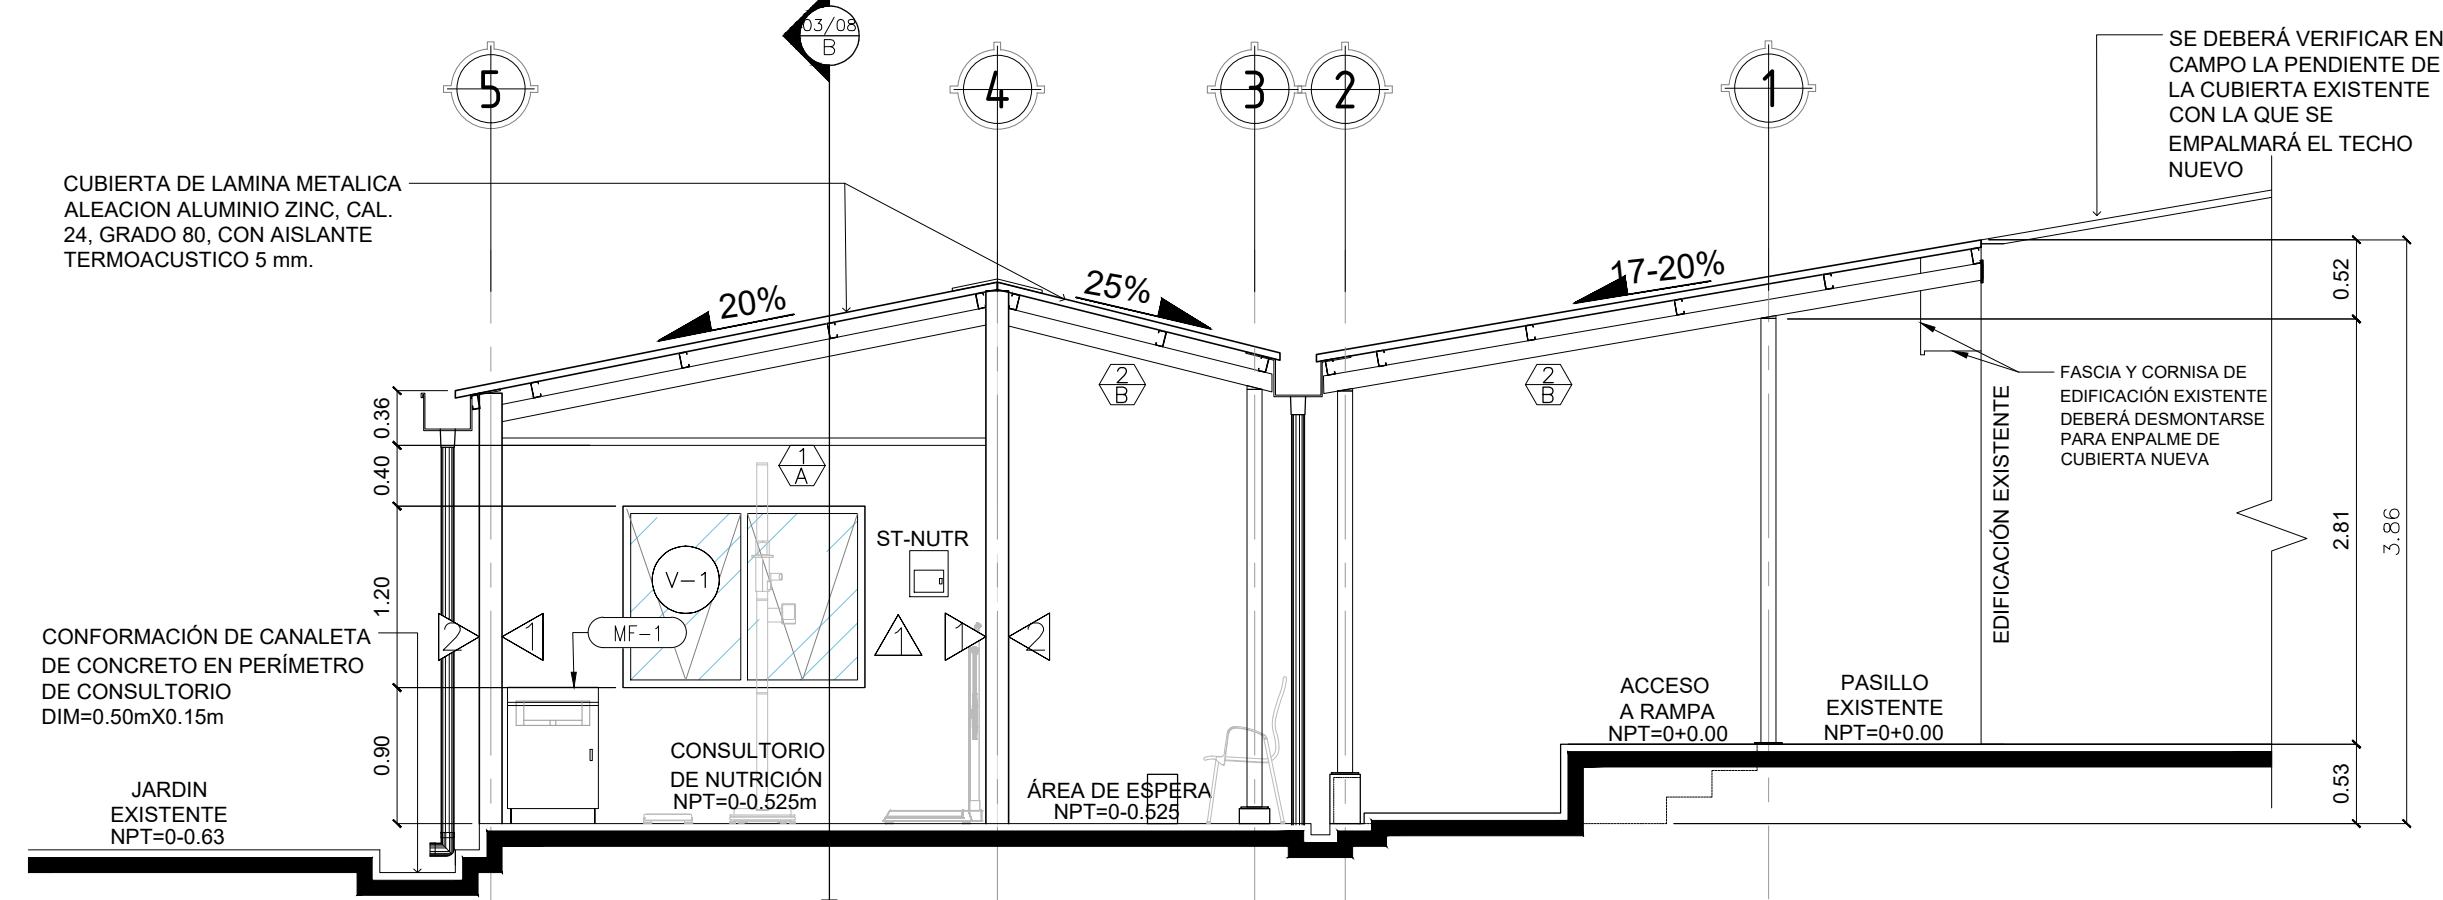 03/08
B
5
4
3
2
1
SE DEBERÁ VERIFICAR EN
CAMPO LA PENDIENTE DE
LA CUBIERTA EXISTENTE
CON LA QUE SE
EMPALMARÁ EL TECHO
NUEVO
CUBIERTA DE LAMINA METALICA
ALEACION ALUMINIO ZINC, CAL.
24, GRADO 80, CON AISLANTE
TERMOACUSTICO 5 mm.
20%
25%
17-20%
0.52
2
B
2
B
FASCIA Y CORNISA DE
EDIFICACIÓN EXISTENTE
DEBERÁ DESMONTARSE
PARA ENPALME DE
CUBIERTA NUEVA
EDIFICACIÓN EXISTENTE
0.36
0.40
1
A
ST-NUTR
V-1
1.20
2.81
3.86
MF-1
2
1
1
1
2
CONFORMACIÓN DE CANALETA
DE CONCRETO EN PERÍMETRO
DE CONSULTORIO
DIM=0.50mX0.15m
0.90
ACCESO
A RAMPA
NPT=0+0.00
PASILLO
EXISTENTE
NPT=0+0.00
CONSULTORIO
DE NUTRICIÓN
NPT=0-0.525m
ÁREA DE ESPERA
NPT=0-0.525
0.53
JARDIN
EXISTENTE
NPT=0-0.63